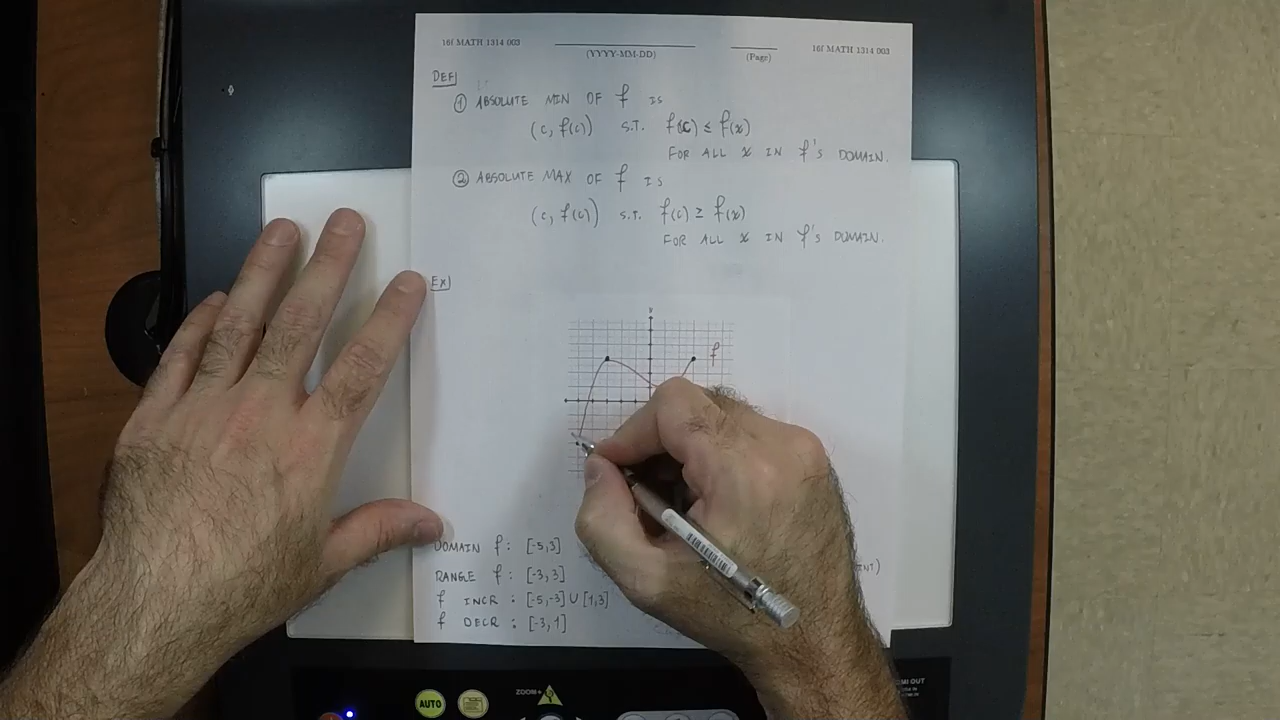 16f MATH 1314 003
(YYYY-MM-DD)
(Page)
16f MATH 1314 003
DEF
① ABSOLUTE MIN OF f IS
(c, f(c)) S.T. f(c) ≤ f(x)
FOR ALL x IN f'S DOMAIN.
② ABSOLUTE MAX OF f IS
(c, f(c)) S.T. f(c) ≥ f(x)
FOR ALL x IN f'S DOMAIN.
EX
f
DOMAIN f: [-5,3]
RANGE f: [-3,3]
f INCR: [-5,-3] ∪ [1,3]
f DECR: [-3,1]
INT.)
AUTO
ZOOM+